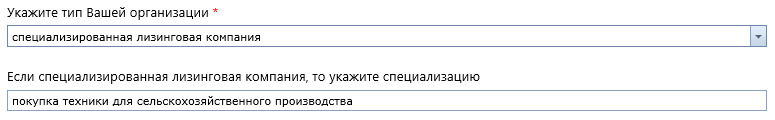 Укажите тип Вашей организации *
специализированная лизинговая компания
Если специализированная лизинговая компания, то укажите специализацию
покупка техники для сельскохозяйственного производства